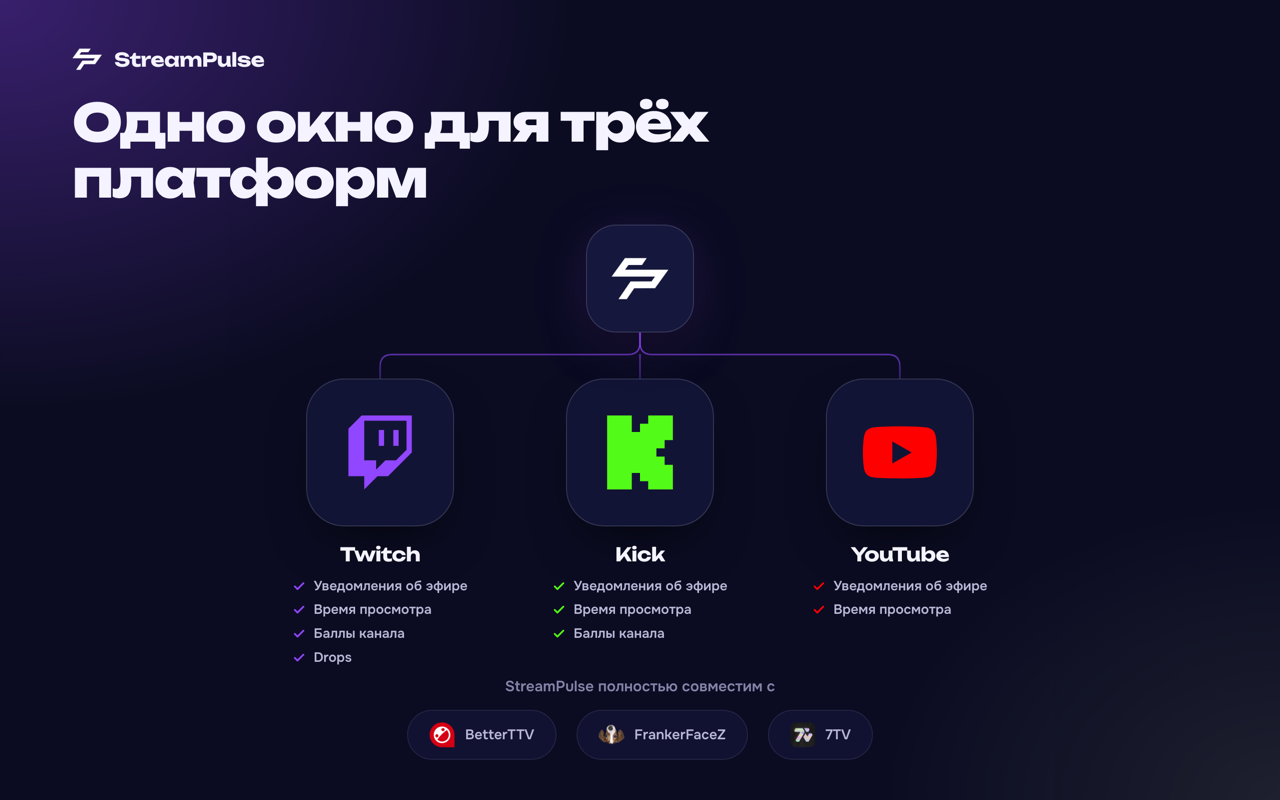 StreamPulse
Одно окно для трёх
платформ
Twitch
Уведомления об эфире
Время просмотра
Баллы канала
Drops
Kick
Уведомления об эфире
Время просмотра
Баллы канала
YouTube
Уведомления об эфире
Время просмотра
StreamPulse полностью совместим с
BetterTTV
FrankerFaceZ
7TV